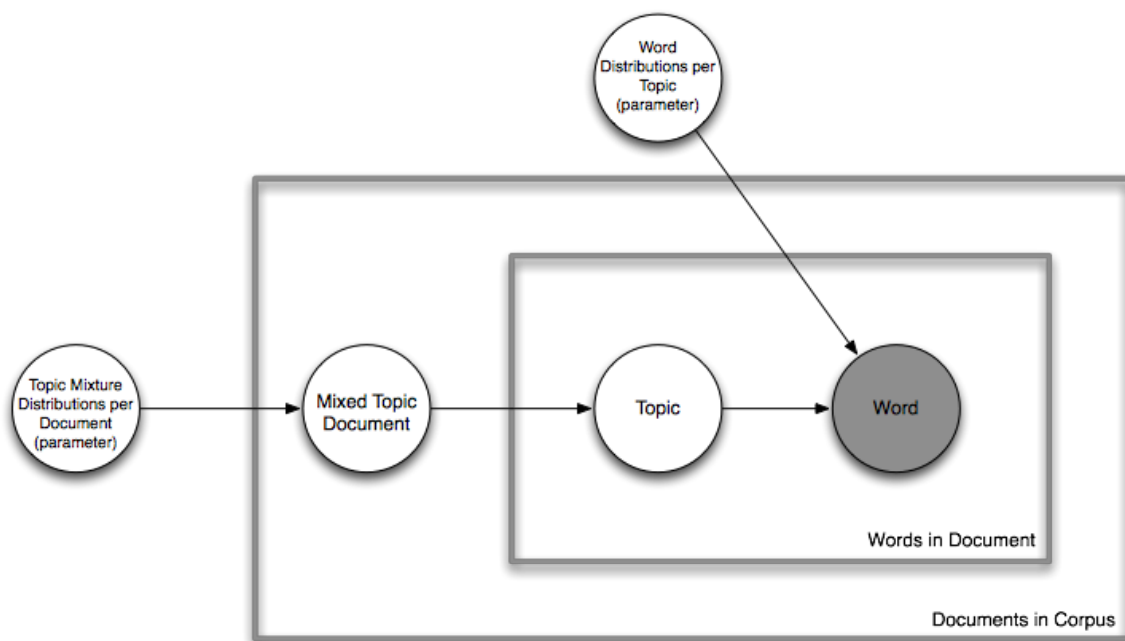 Word
Distributions per
Topic
(parameter)
Topic Mixture
Distributions per
Document
(parameter)
Mixed Topic
Document
Topic
Word
Words in Document
Documents in Corpus